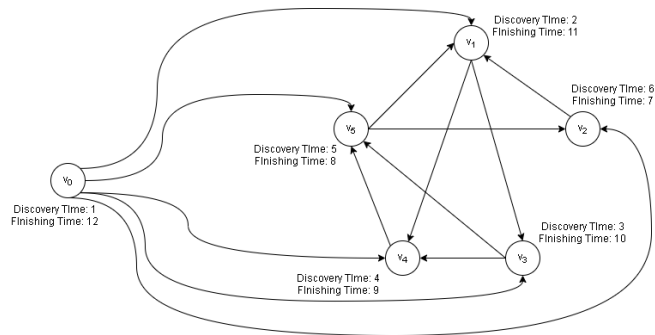 Discovery TIme: 2
FInishing Time: 11
v1
Discovery TIme: 6
FInishing Time: 7
v5
v2
Discovery TIme: 5
FInishing Time: 8
v0
Discovery TIme: 1
FInishing Time: 12
Discovery TIme: 3
FInishing Time: 10
v4
v3
Discovery TIme: 4
FInishing Time: 9